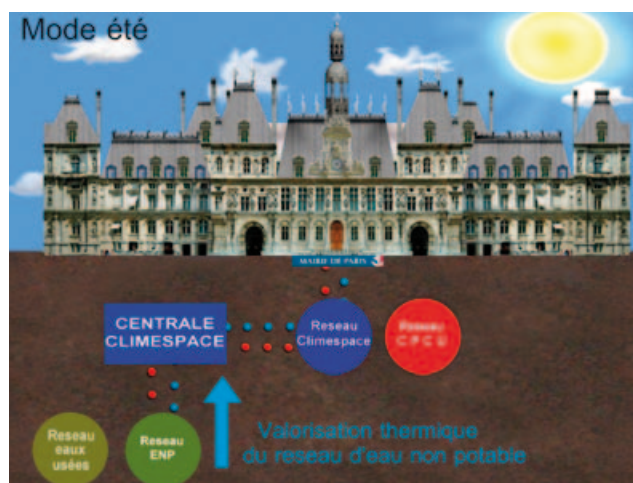 Mode été
MAIRIE DE PARIS
CENTRALE
CLIMESPACE
Reseau
Climespace
Reseau
CPCU
Reseau
eaux
usées
Reseau
ENP
Valorisation thermique
du reseau d'eau non potable